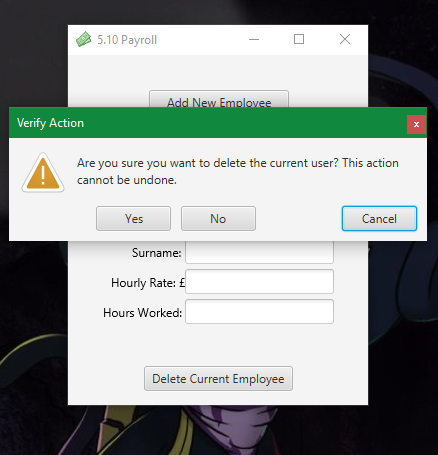 5.10 Payroll
Add New Employee
Verify Action
x
Are you sure you want to delete the current user? This action
cannot be undone.
Yes
No
Cancel
Surname:
Hourly Rate: £
Hours Worked:
Delete Current Employee